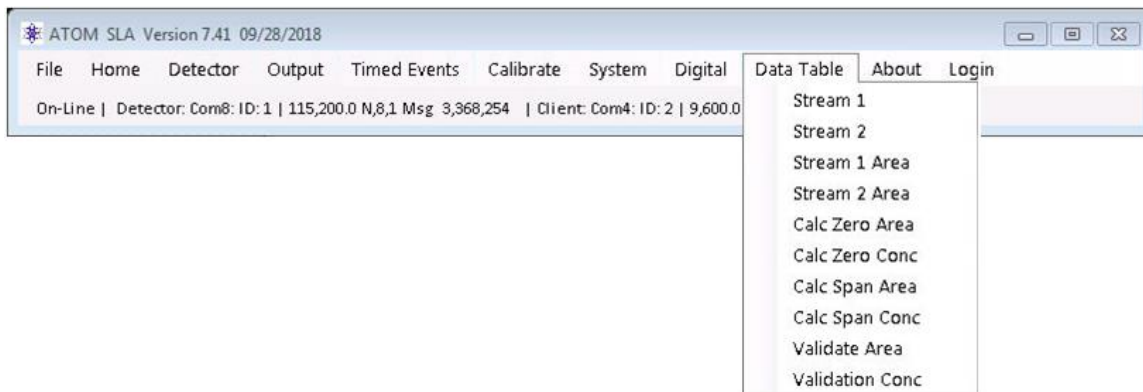 ATOM SLA Version 7.41 09/28/2018
File Home Detector Output Timed Events Calibrate System Digital Data Table About Login
On-Line | Detector: Com8: ID: 1 | 115,200.0 N,8,1 Msg 3,368,254 | Client: Com4: ID: 2 | 9,600.0
Stream 1
Stream 2
Stream 1 Area
Stream 2 Area
Calc Zero Area
Calc Zero Conc
Calc Span Area
Calc Span Conc
Validate Area
Validation Conc